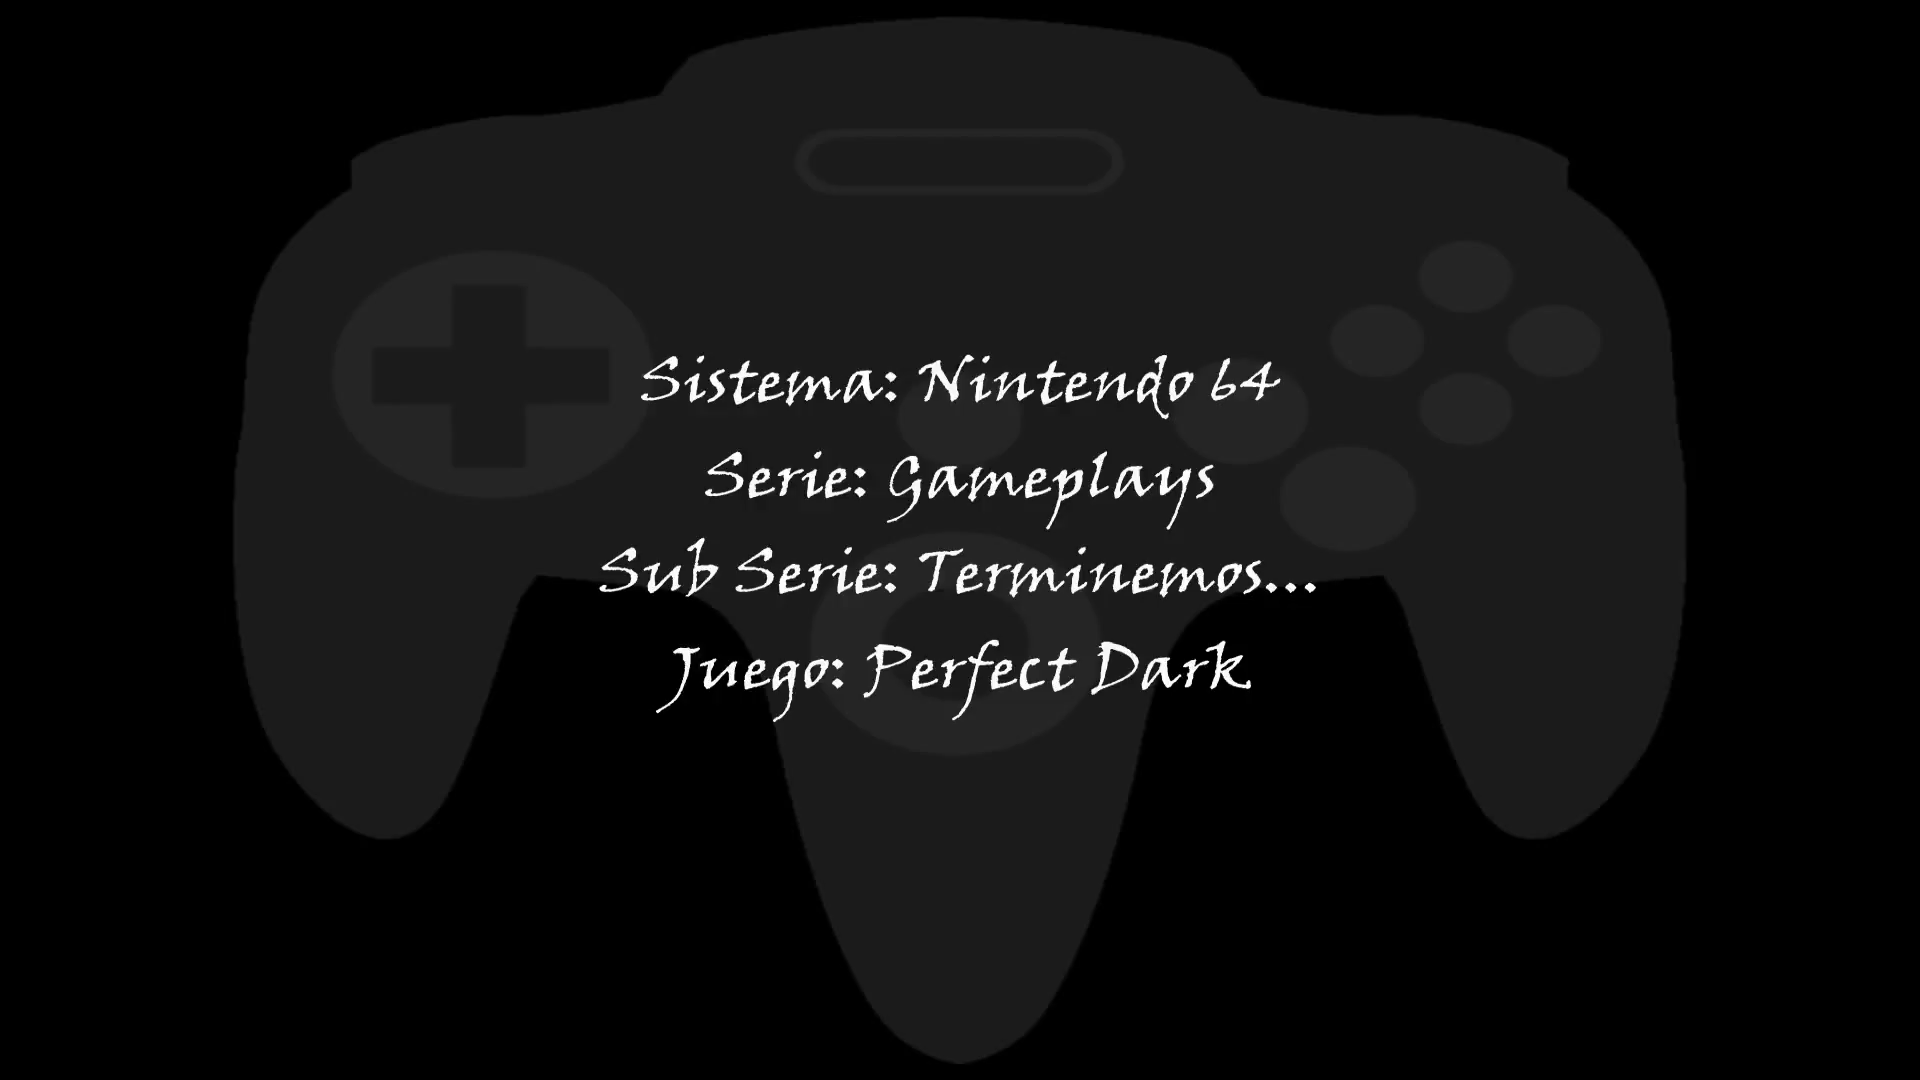 Sistema: Nintendo 64
Serie: Gameplays
Sub Serie: Terminemos...
Juego: Perfect Dark